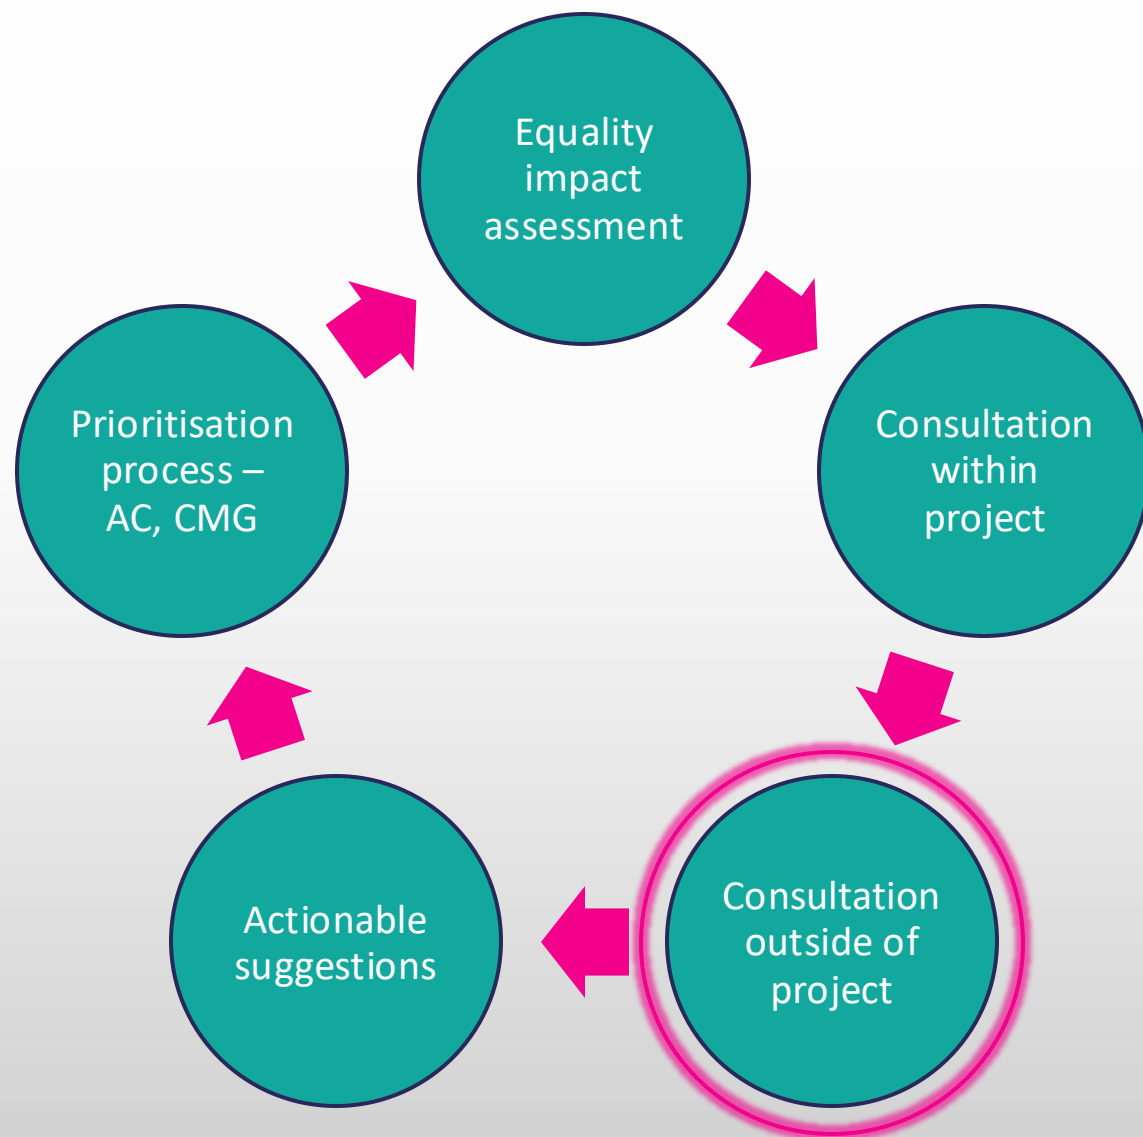 Equality
impact
assessment
Consultation
within
project
Consultation
outside of
project
Actionable
suggestions
Prioritisation
process –
AC, CMG